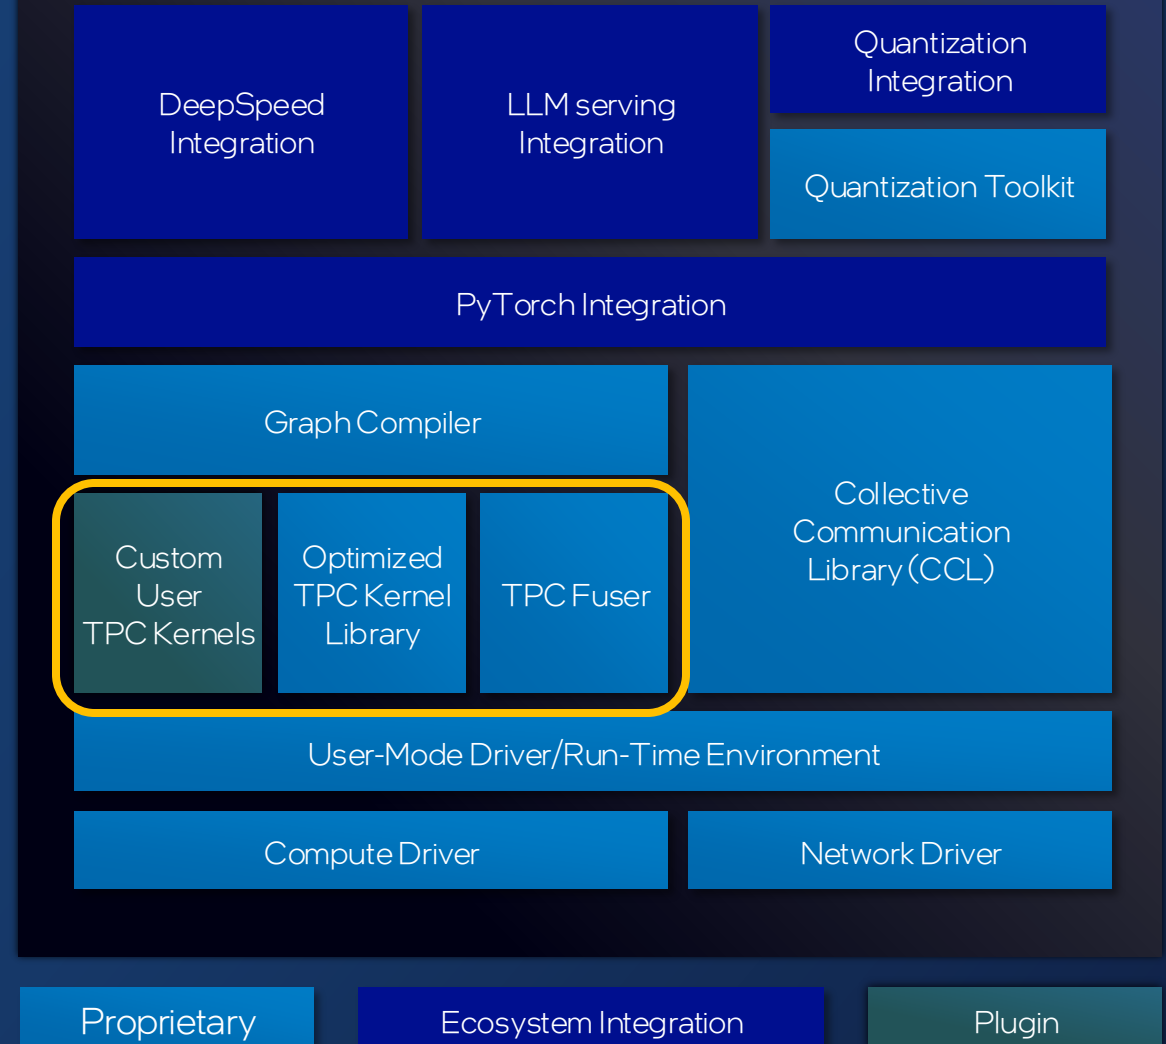 DeepSpeed
Integration
LLM serving
Integration
Quantization
Integration
Quantization Toolkit
PyTorch Integration
Graph Compiler
Collective
Communication
Library (CCL)
Custom
User
TPC Kernels
Optimized
TPC Kernel
Library
TPC Fuser
User-Mode Driver/Run-Time Environment
Compute Driver
Network Driver
Proprietary
Ecosystem Integration
Plugin